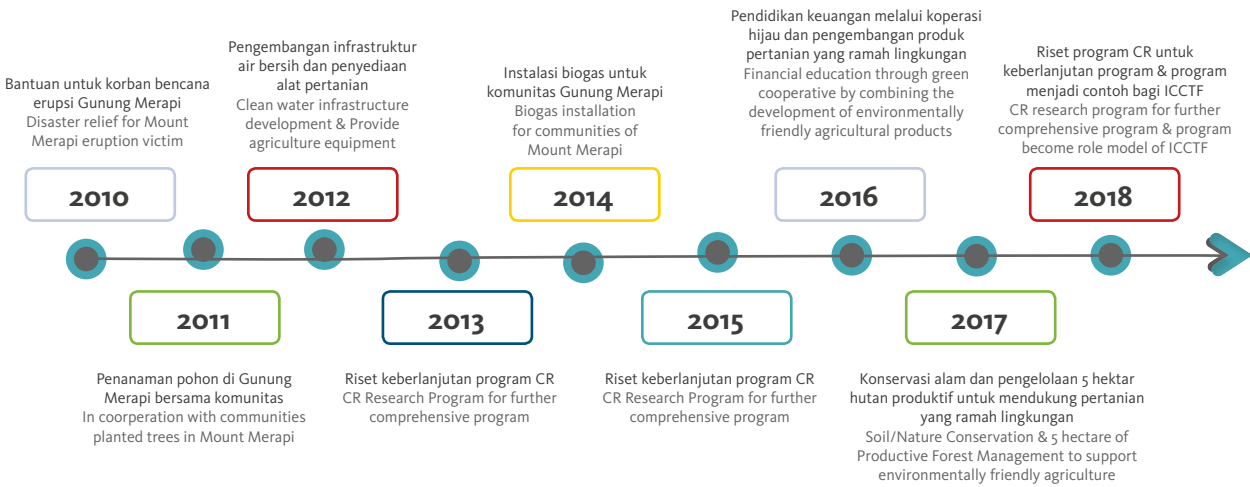 Bantuan untuk korban bencana
erupsi Gunung Merapi
Disaster relief for Mount
Merapi eruption victim
2010
Penanaman pohon di Gunung
Merapi bersama komunitas
In coorperation with communities
planted trees in Mount Merapi
2011
Pengembangan infrastruktur
air bersih dan penyediaan
alat pertanian
Clean water infrastructure
development & Provide
agriculture equipment
2012
Riset keberlanjutan program CR
CR Research Program for further
comprehensive program
2013
Instalasi biogas untuk
komunitas Gunung Merapi
Biogas installation
for communities of
Mount Merapi
2014
Riset keberlanjutan program CR
CR Research Program for further
comprehensive program
2015
Pendidikan keuangan melalui koperasi
hijau dan pengembangan produk
pertanian yang ramah lingkungan
Financial education through green
cooperative by combining the
development of environmentally
friendly agricultural products
2016
Konservasi alam dan pengelolaan 5 hektar
hutan produktif untuk mendukung pertanian
yang ramah lingkungan
Soil/Nature Conservation & 5 hectare of
Productive Forest Management to support
environmentally friendly agriculture
2017
Riset program CR untuk
keberlanjutan program & program
menjadi contoh bagi ICCTF
CR research program for further
comprehensive program & program
become role model of ICCTF
2018